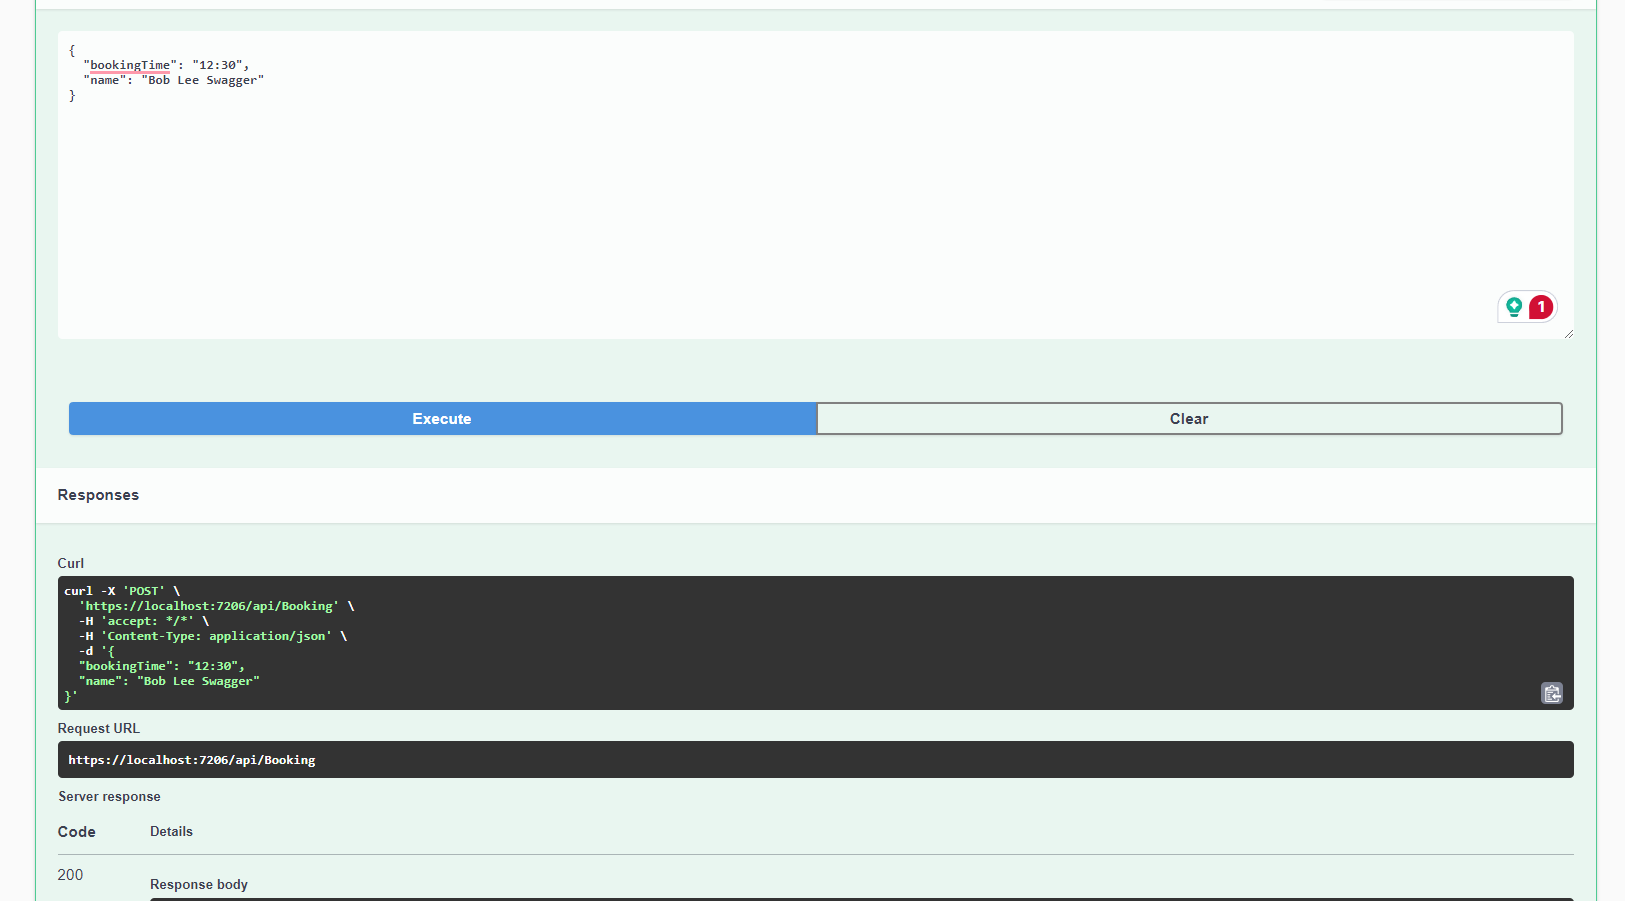 {
  "bookingTime": "12:30",
  "name": "Bob Lee Swagger"
}
1
Execute
Clear
Responses
Curl
curl -X 'POST' \
  'https://localhost:7206/api/Booking' \
  -H 'accept: */*' \
  -H 'Content-Type: application/json' \
  -d '{
  "bookingTime": "12:30",
  "name": "Bob Lee Swagger"
}'
Request URL
https://localhost:7206/api/Booking
Server response
Code Details
200
Response body